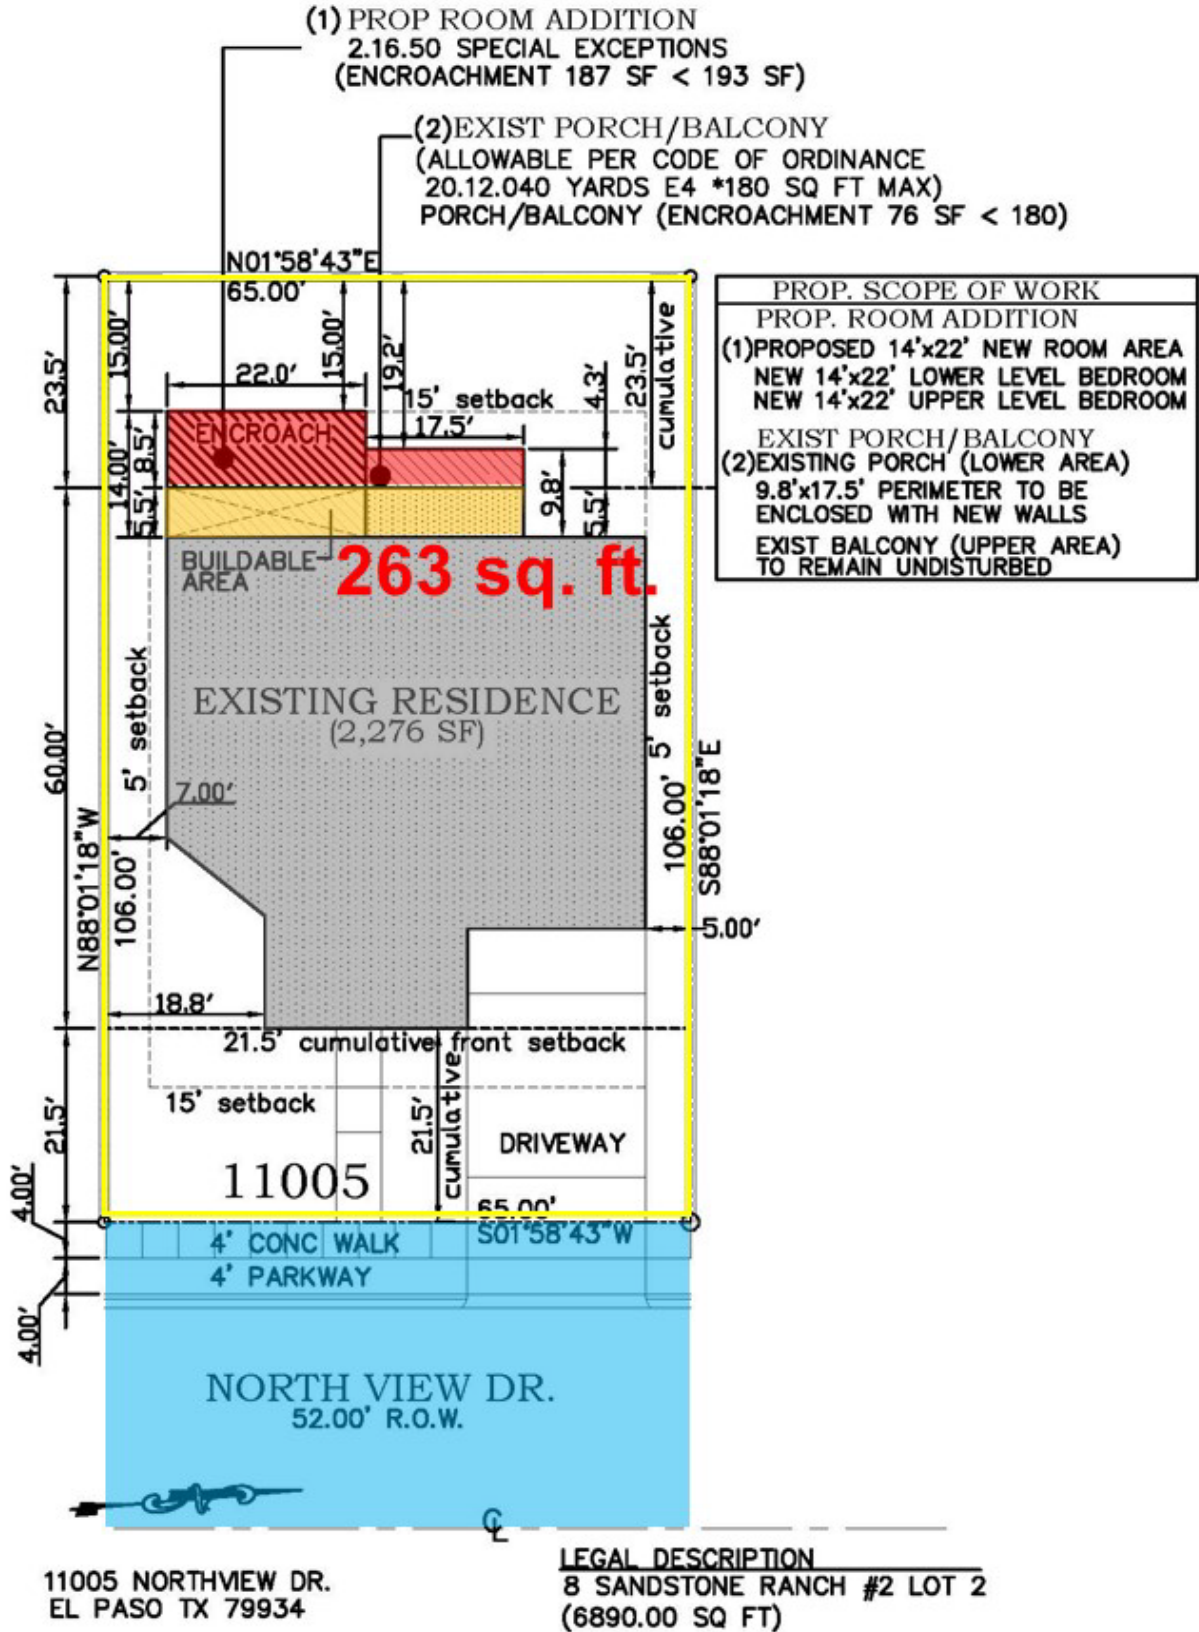 (1) PROP ROOM ADDITION
2.16.50 SPECIAL EXCEPTIONS
(ENCROACHMENT 187 SF < 193 SF)
(2)EXIST PORCH/BALCONY
(ALLOWABLE PER CODE OF ORDINANCE
20.12.040 YARDS E4 *180 SQ FT MAX)
PORCH/BALCONY (ENCROACHMENT 76 SF < 180)
N01°58'43"E
65.00'
23.5'
15.00'
15.00'
19.2'
4.3'
23.5'
cumulative
22.0'
15' setback
17.5'
14.00'
8.5'
5.5'
ENCROACH
9.8'
5.5'
BUILDABLE
AREA
263 sq. ft.
PROP. SCOPE OF WORK
PROP. ROOM ADDITION
(1)PROPOSED 14'x22' NEW ROOM AREA
NEW 14'x22' LOWER LEVEL BEDROOM
NEW 14'x22' UPPER LEVEL BEDROOM
EXIST PORCH/BALCONY
(2)EXISTING PORCH (LOWER AREA)
9.8'x17.5' PERIMETER TO BE
ENCLOSED WITH NEW WALLS
EXIST BALCONY (UPPER AREA)
TO REMAIN UNDISTURBED
5' setback
5' setback
EXISTING RESIDENCE
(2,276 SF)
60.00'
7.00'
N88°01'18"W
106.00'
106.00'
S88°01'18"E
5.00'
18.8'
21.5' cumulative front setback
15' setback
21.5'
21.5'
cumulative
DRIVEWAY
11005
4.00'
65.00'
S01°58'43"W
4' CONC WALK
4' PARKWAY
4.00'
NORTH VIEW DR.
52.00' R.O.W.
CL
11005 NORTHVIEW DR.
EL PASO TX 79934
LEGAL DESCRIPTION
8 SANDSTONE RANCH #2 LOT 2
(6890.00 SQ FT)